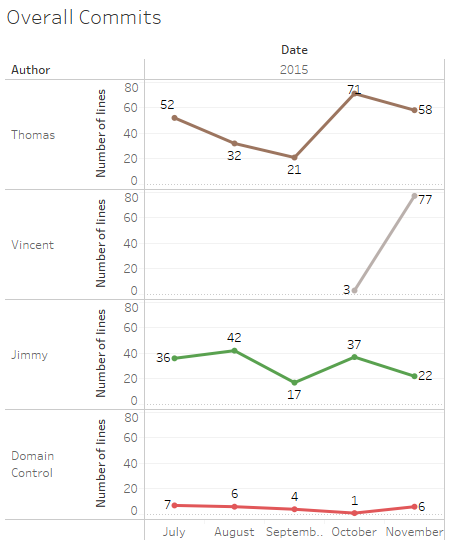 Overall Commits
Date
Author
2015
Thomas
Number of lines
80
60
40
20
0
52
32
21
71
58
Vincent
Number of lines
80
60
40
20
0
3
77
Jimmy
Number of lines
80
60
40
20
0
36
42
17
37
22
Domain
Control
Number of lines
80
60
40
20
0
7
6
4
1
6
July August Septemb.. October November